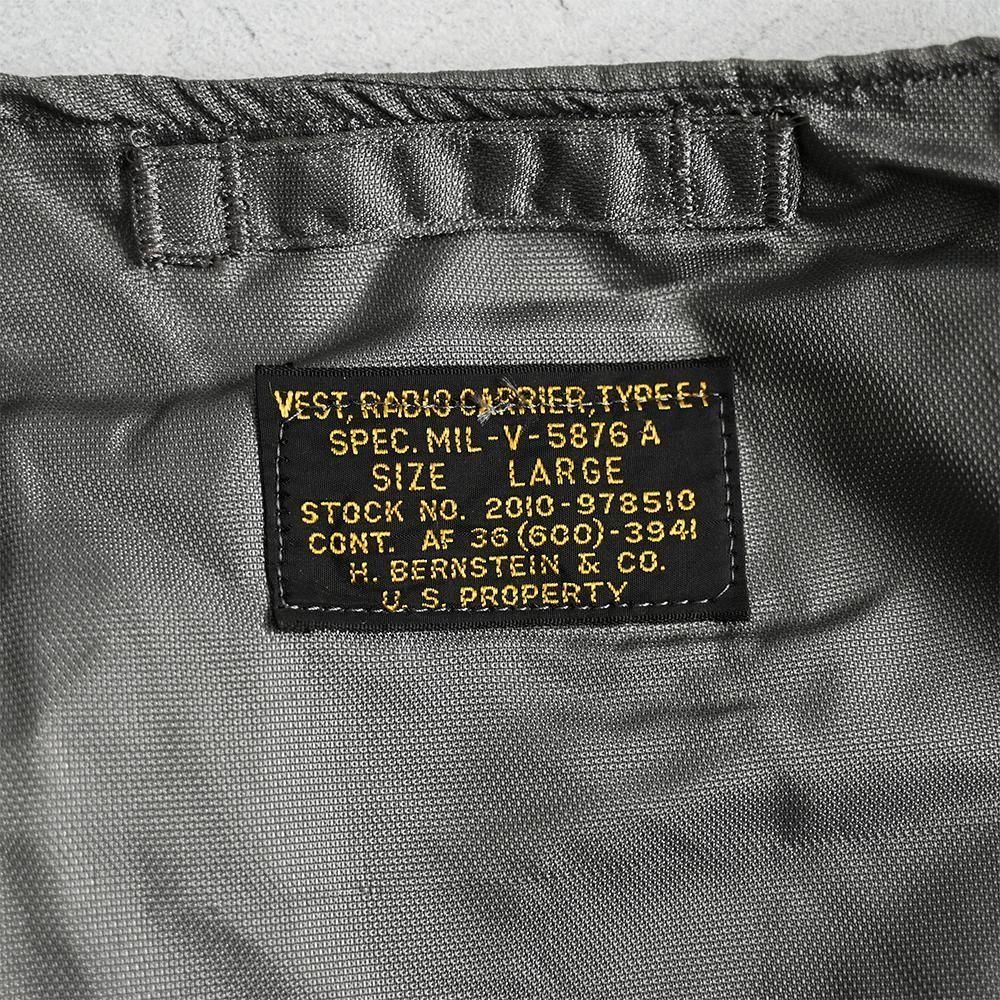 VEST, RADIO CARRIER, TYPE E-1
SPEC. MIL-V-5876 A
SIZE LARGE
STOCK NO. 2010-978510
CONT. AF 36(600)-3941
H. BERNSTEIN & CO.
U. S. PROPERTY